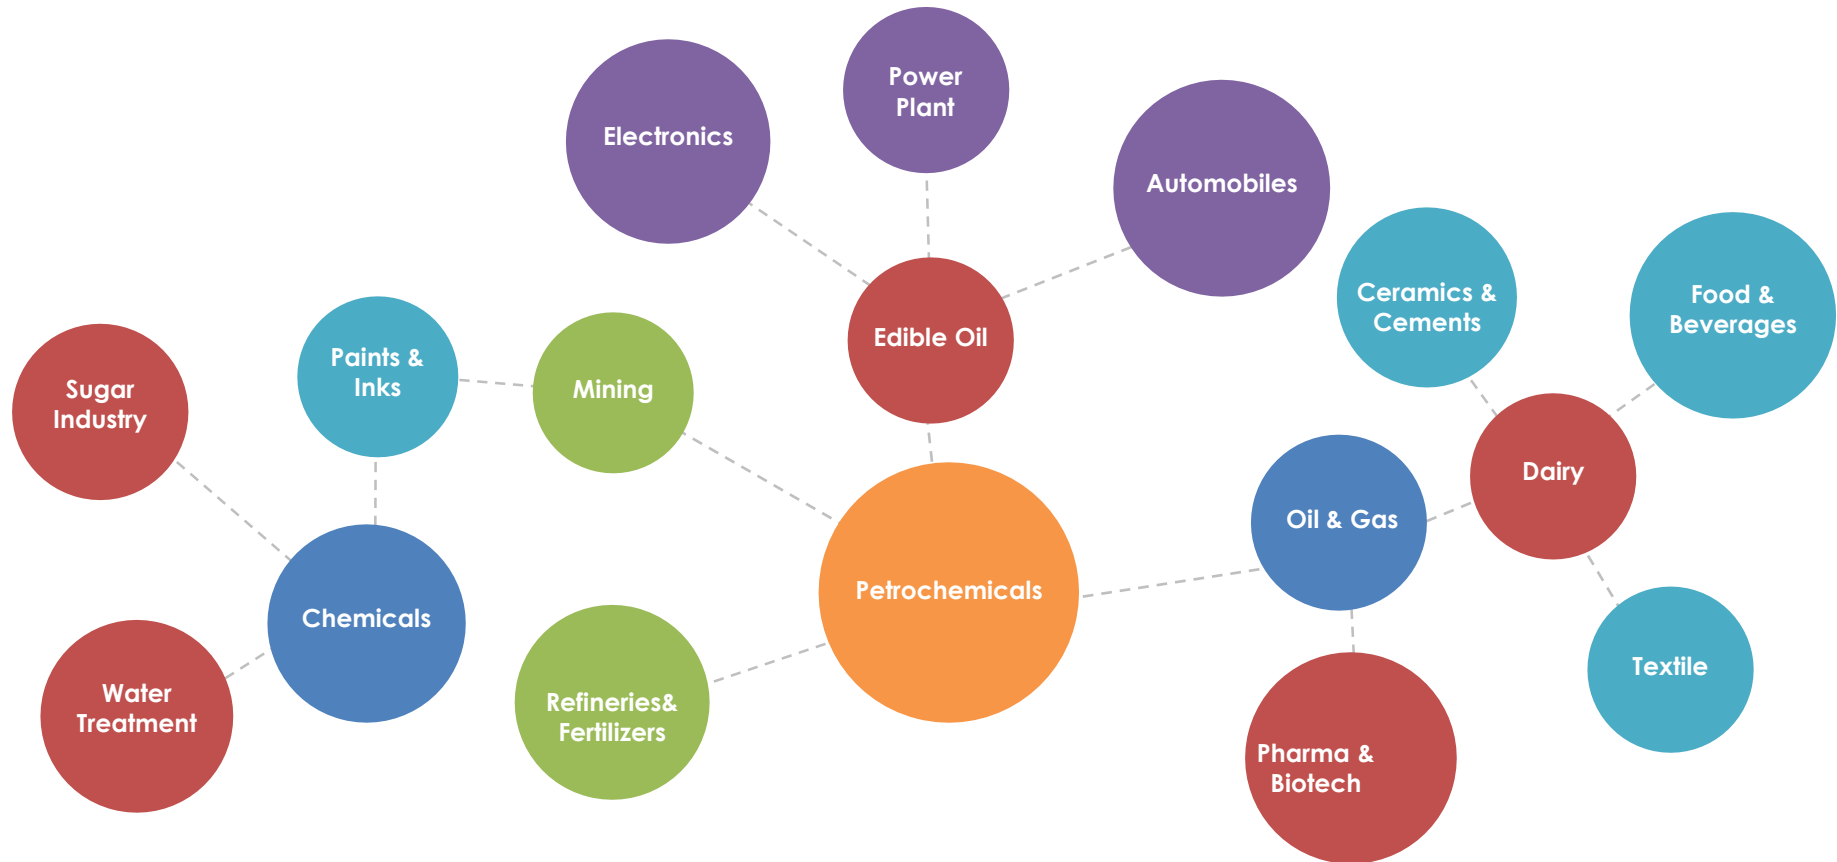 Power
Plant
Electronics
Automobiles
Ceramics &
Cements
Food &
Beverages
Edible Oil
Paints &
Inks
Mining
Sugar
Industry
Dairy
Oil & Gas
Petrochemicals
Chemicals
Textile
Water
Treatment
Refineries&
Fertilizers
Pharma &
Biotech